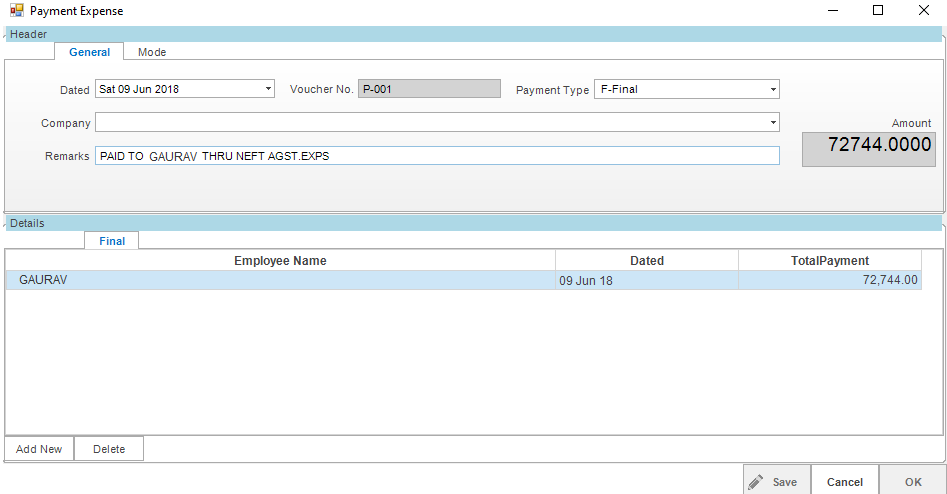 Payment Expense
Header
General Mode
Dated Sat 09 Jun 2018 Voucher No. P-001 Payment Type F-Final
Company
Amount
72744.0000
Remarks PAID TO GAURAV THRU NEFT AGST.EXPS
Details
Final
Employee Name Dated TotalPayment
GAURAV 09 Jun 18 72,744.00
Add New Delete
Save Cancel OK